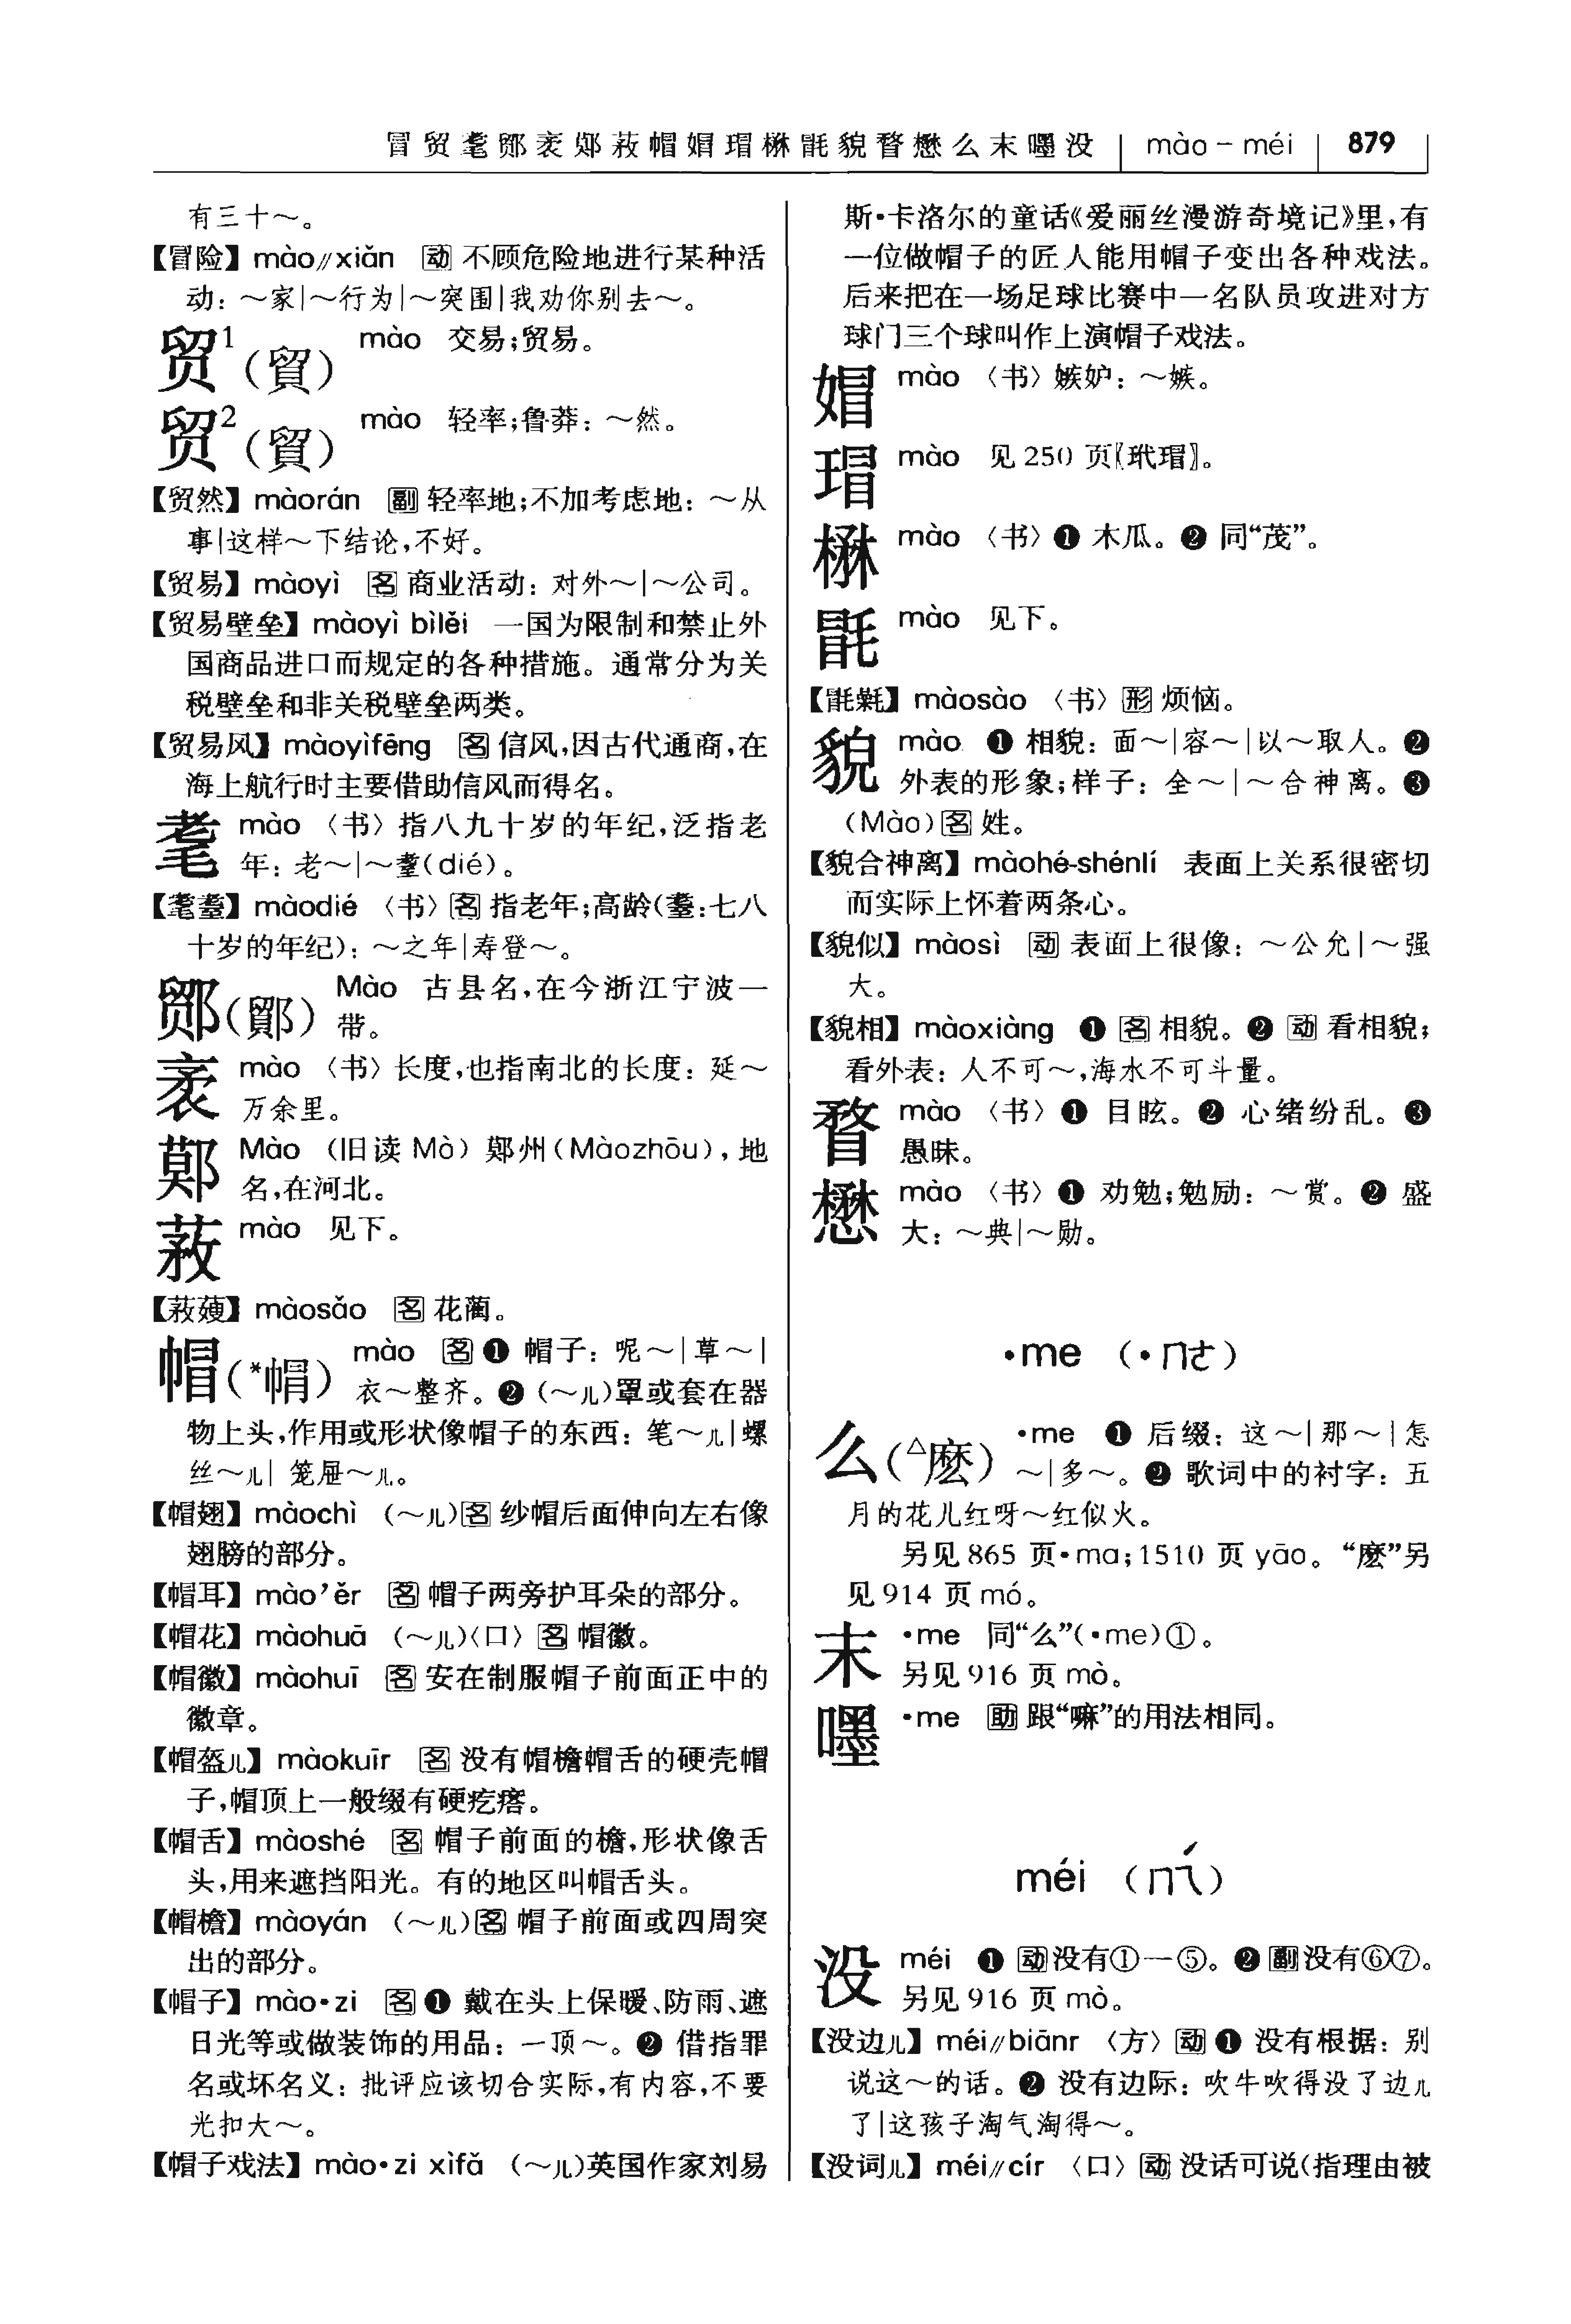 冒贸耄鄮袤鄚蓩帽媢瑁楙毷貌瞀懋么末嚜没 mào－méi 879
有三十～。
【冒险】mào∥xiǎn 动 不顾危险地进行某种活
动：～家|～行为|～突围|我劝你别去～。
贸1（貿） mào 交易；贸易。
贸2（貿） mào 轻率；鲁莽：～然。
【贸然】màorán 副 轻率地；不加考虑地：～从
事|这样～下结论，不好。
【贸易】màoyì 名 商业活动：对外～|～公司。
【贸易壁垒】màoyì bìlěi 一国为限制和禁止外
国商品进口而规定的各种措施。通常分为关
税壁垒和非关税壁垒两类。
【贸易风】màoyìfēng 名 信风，因古代通商，在
海上航行时主要借助信风而得名。
耄 mào 〈书〉指八九十岁的年纪，泛指老
年：老～|～耋(dié)。
【耄耋】màodié 〈书〉名 指老年；高龄（耋：七八
十岁的年纪）：～之年|寿登～。
鄮（鄮） Mào 古县名，在今浙江宁波一
带。
袤 mào 〈书〉长度，也指南北的长度：延～
万余里。
鄚 Mào （旧读 Mò）鄚州(Màozhōu)，地
名，在河北。
蓩 mào 见下。
【蓩𦺋】màosǎo 名 花蔺。
帽（*帽） mào 名 ❶ 帽子：呢～|草～|
衣～整齐。❷（～儿）罩或套在器
物上头，作用或形状像帽子的东西：笔～儿|螺
丝～儿| 笼屉～儿。
【帽翅】màochì （～儿）名 纱帽后面伸向左右像
翅膀的部分。
【帽耳】mào’ěr 名 帽子两旁护耳朵的部分。
【帽花】màohuā （～儿）〈口〉名 帽徽。
【帽徽】màohuī 名 安在制服帽子前面正中的
徽章。
【帽盔儿】màokuīr 名 没有帽檐帽舌的硬壳帽
子，帽顶上一般缀有硬疙瘩。
【帽舌】màoshé 名 帽子前面的檐，形状像舌
头，用来遮挡阳光。有的地区叫帽舌头。
【帽檐】màoyán （～儿）名 帽子前面或四周突
出的部分。
【帽子】mào•zi 名 ❶ 戴在头上保暖、防雨、遮
日光等或做装饰的用品：一顶～。❷ 借指罪
名或坏名义：批评应该切合实际，有内容，不要
光扣大～。
【帽子戏法】mào•zi xìfǎ （～儿）英国作家刘易
斯•卡洛尔的童话《爱丽丝漫游奇境记》里，有
一位做帽子的匠人能用帽子变出各种戏法。
后来把在一场足球比赛中一名队员攻进对方
球门三个球叫作上演帽子戏法。
媢 mào 〈书〉嫉妒：～嫉。
瑁 mào 见 250 页〖玳瑁〗。
楙 mào 〈书〉❶ 木瓜。❷ 同“茂”。
毷 mào 见下。
【毷氉】màosào 〈书〉形 烦恼。
貌 mào ❶ 相貌：面～|容～|以～取人。❷
外表的形象；样子：全～|～合神离。❸
（Mào）名 姓。
【貌合神离】màohé-shénlí 表面上关系很密切
而实际上怀着两条心。
【貌似】màosì 动 表面上很像：～公允|～强
大。
【貌相】màoxiàng ❶ 名 相貌。❷ 动 看相貌；
看外表：人不可～，海水不可斗量。
瞀 mào 〈书〉❶ 目眩。❷ 心绪纷乱。❸
愚昧。
懋 mào 〈书〉❶ 劝勉；勉励：～赏。❷ 盛
大：～典|～勋。
•me （•ㄇㄜ）
么（△麽） •me ❶ 后缀：这～|那～|怎
～|多～。❷ 歌词中的衬字：五
月的花儿红呀～红似火。
另见 865 页•ma；1510 页 yāo。“麽”另
见 914 页 mó。
末 •me 同“么”(•me)①。
另见 916 页 mò。
嚜 •me 助 跟“嘛”的用法相同。
méi （ㄇㄟˊ）
没 méi ❶ 动 没有①—⑤。❷ 副 没有⑥⑦。
另见 916 页 mò。
【没边儿】méi∥biānr 〈方〉动 ❶ 没有根据：别
说这～的话。❷ 没有边际：吹牛吹得没了边儿
了|这孩子淘气淘得～。
【没词儿】méi∥cír 〈口〉动 没话可说（指理由被